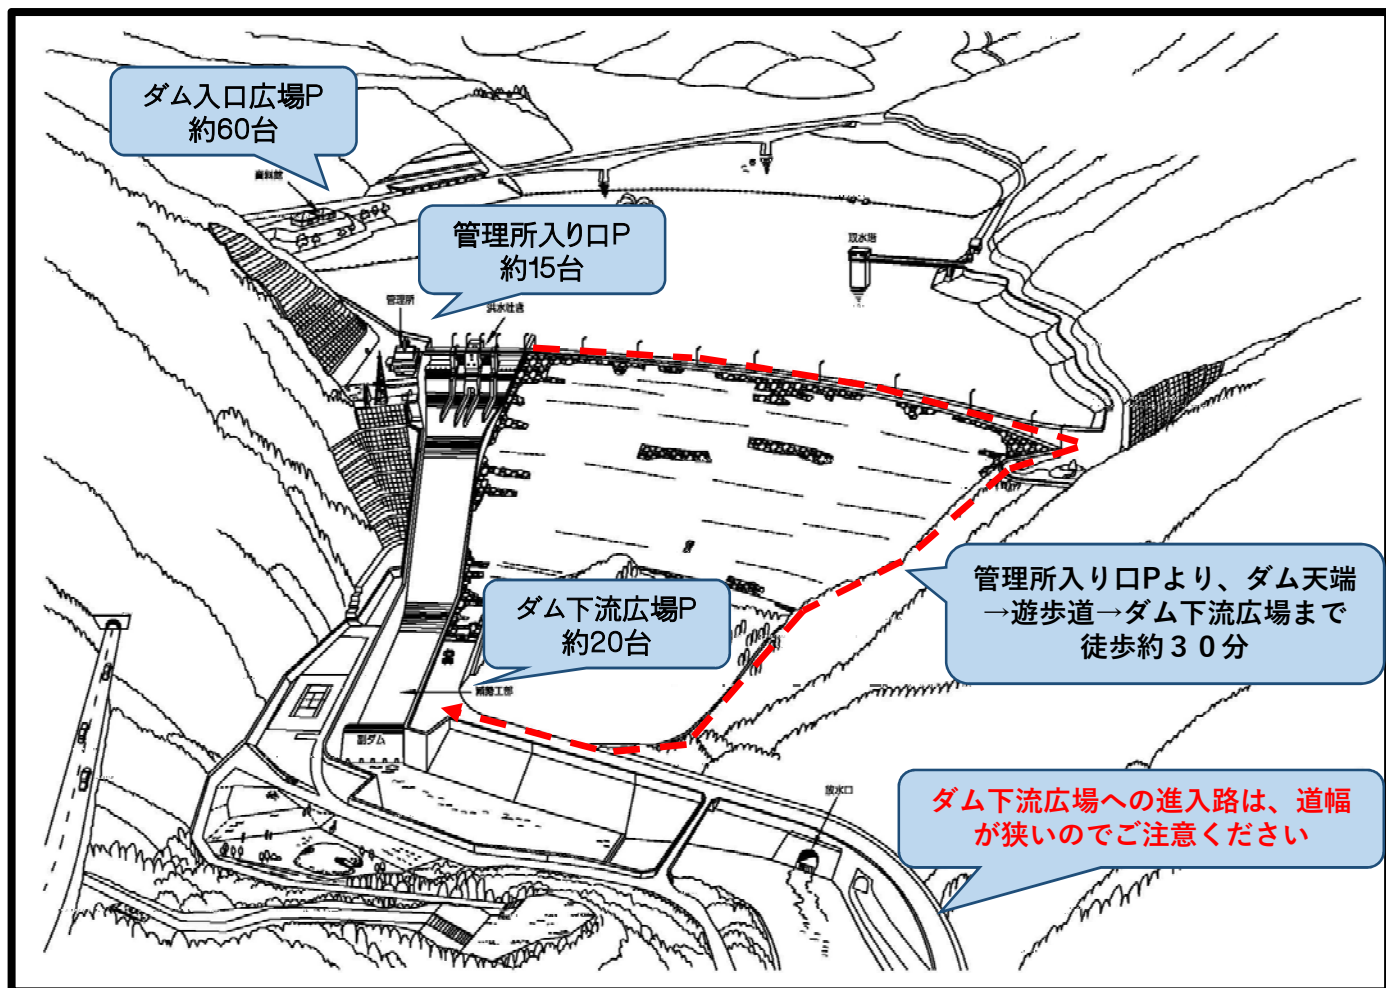 ダム入口広場P
約60台
資料館
管理所入り口P
約15台
取水塔
管理所
洪水吐き
管理所入り口Pより、ダム天端
→遊歩道→ダム下流広場まで
徒歩約３０分
ダム下流広場P
約20台
減勢工部
副ダム
放水口
ダム下流広場への進入路は、道幅
が狭いのでご注意ください